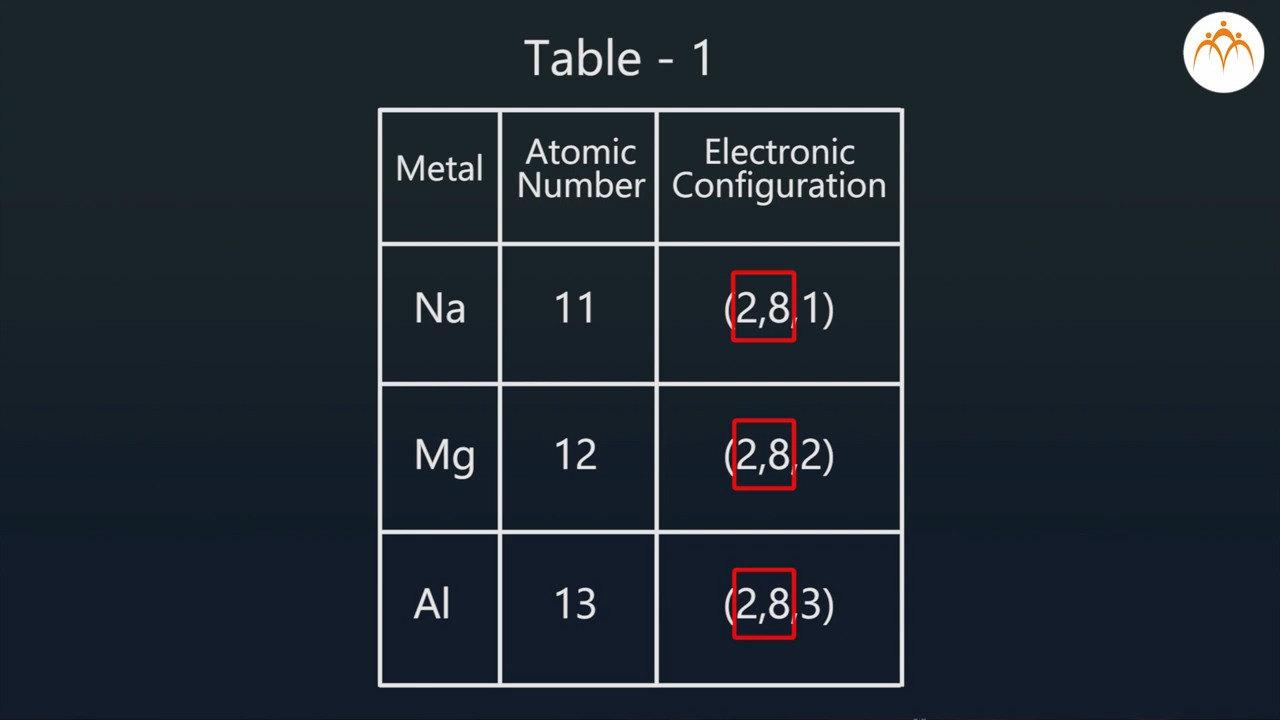 Table - 1
Metal
Atomic
Number
Electronic
Configuration
Na
11
(2,8,1)
Mg
12
(2,8,2)
Al
13
(2,8,3)